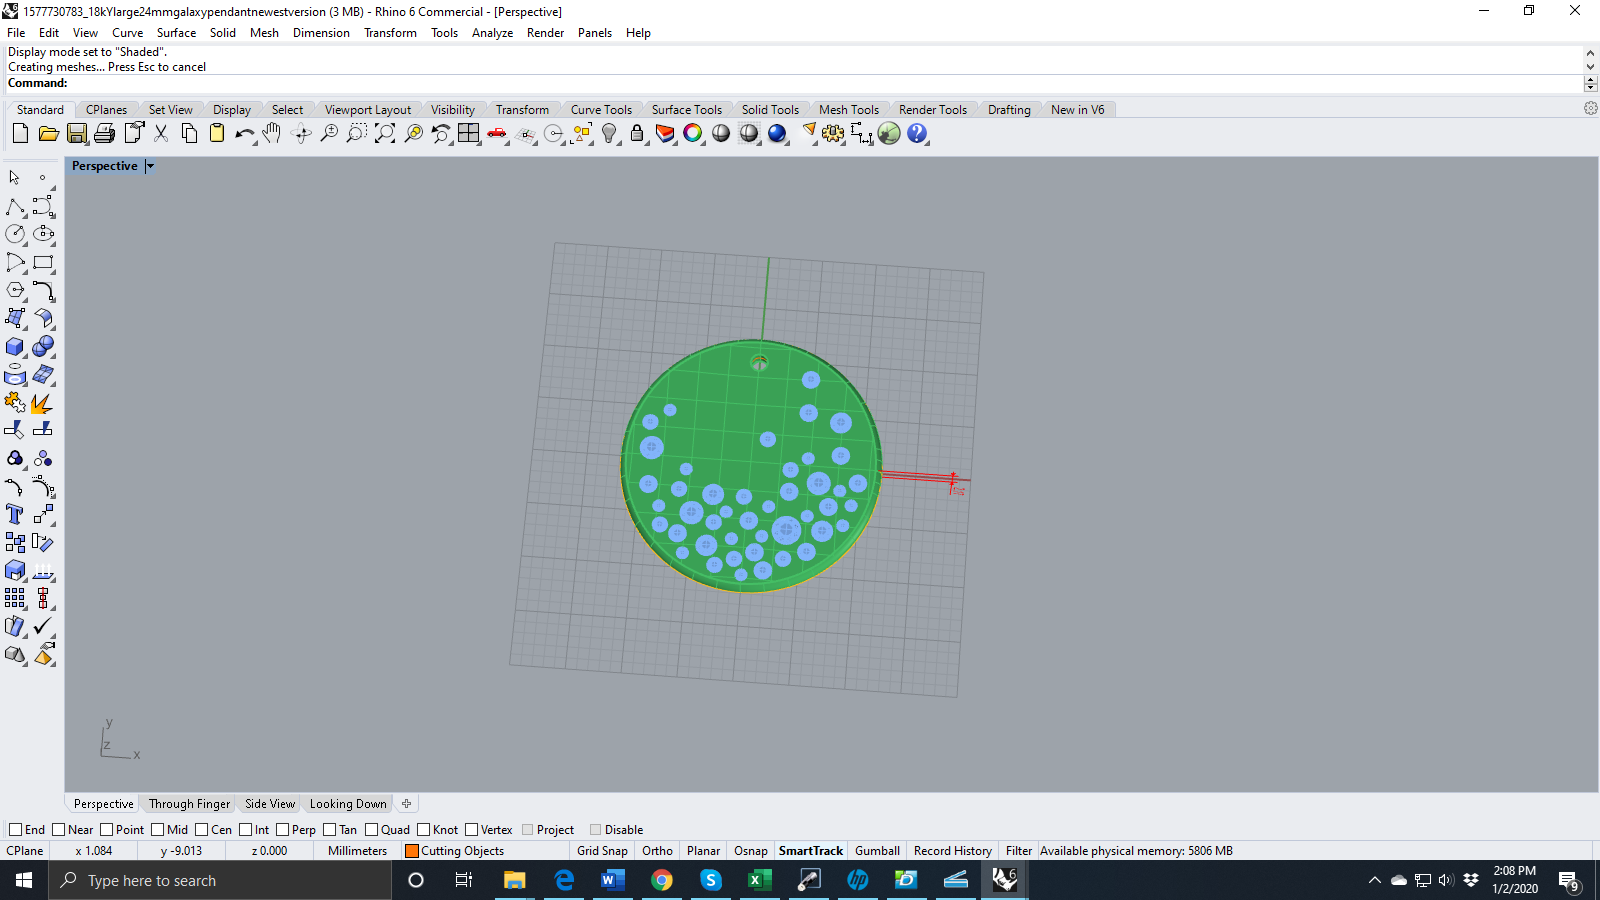 1577730783_18kYlarge24mmgalaxypendantnewestversion (3 MB) - Rhino 6 Commercial - [Perspective]
File Edit View Curve Surface Solid Mesh Dimension Transform Tools Analyze Render Panels Help
Display mode set to "Shaded".
Creating meshes... Press Esc to cancel
Command:
Standard CPlanes Set View Display Select Viewport Layout Visibility Transform Curve Tools Surface Tools Solid Tools Mesh Tools Render Tools Drafting New in V6
Perspective
y
z
x
Perspective Through Finger Side View Looking Down
End Near Point Mid Cen Int Perp Tan Quad Knot Vertex Project Disable
CPlane x 1.084 y -9.013 z 0.000 Millimeters Cutting Objects Grid Snap Ortho Planar Osnap SmartTrack Gumball Record History Filter Available physical memory: 5806 MB
Type here to search
2:08 PM
1/2/2020
9